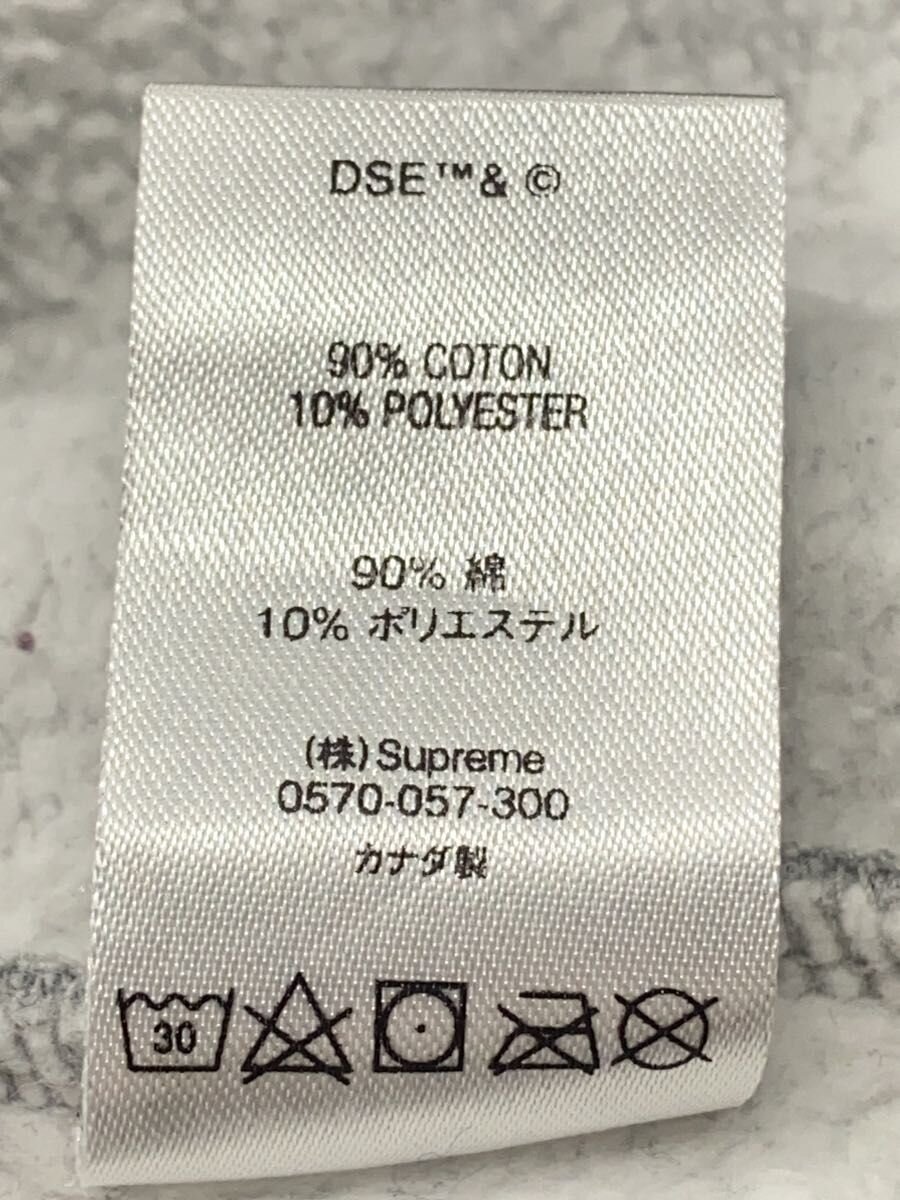 DSE™& ©
90% COTON
10% POLYESTER
90% 綿
10% ポリエステル
(株)Supreme
0570-057-300
カナダ製
30